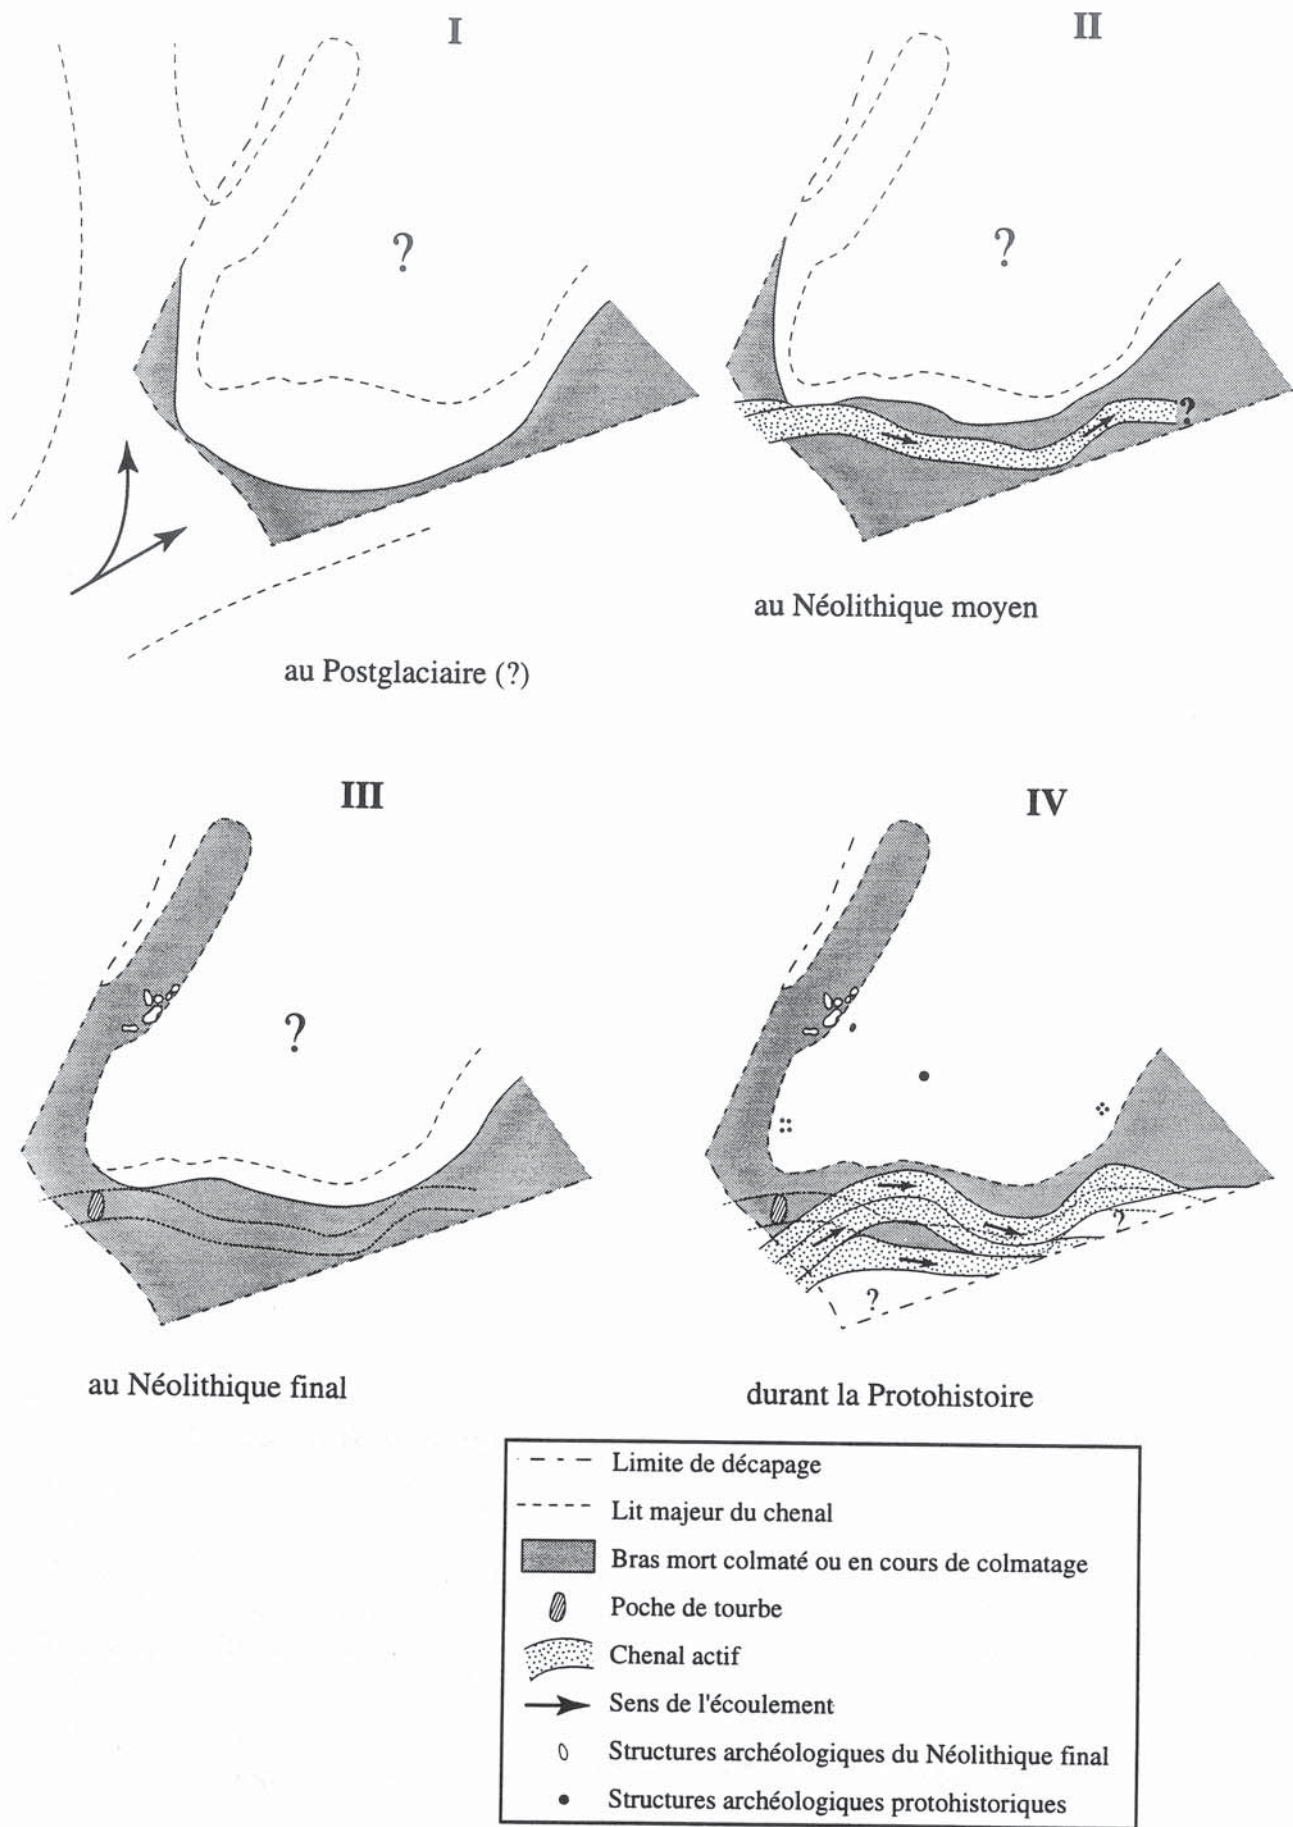 I
II
?
?
?
au Néolithique moyen
au Postglaciaire (?)
III
IV
?
?
?
au Néolithique final
durant la Protohistoire
Limite de décapage
Lit majeur du chenal
Bras mort colmaté ou en cours de colmatage
Poche de tourbe
Chenal actif
Sens de l'écoulement
Structures archéologiques du Néolithique final
Structures archéologiques protohistoriques